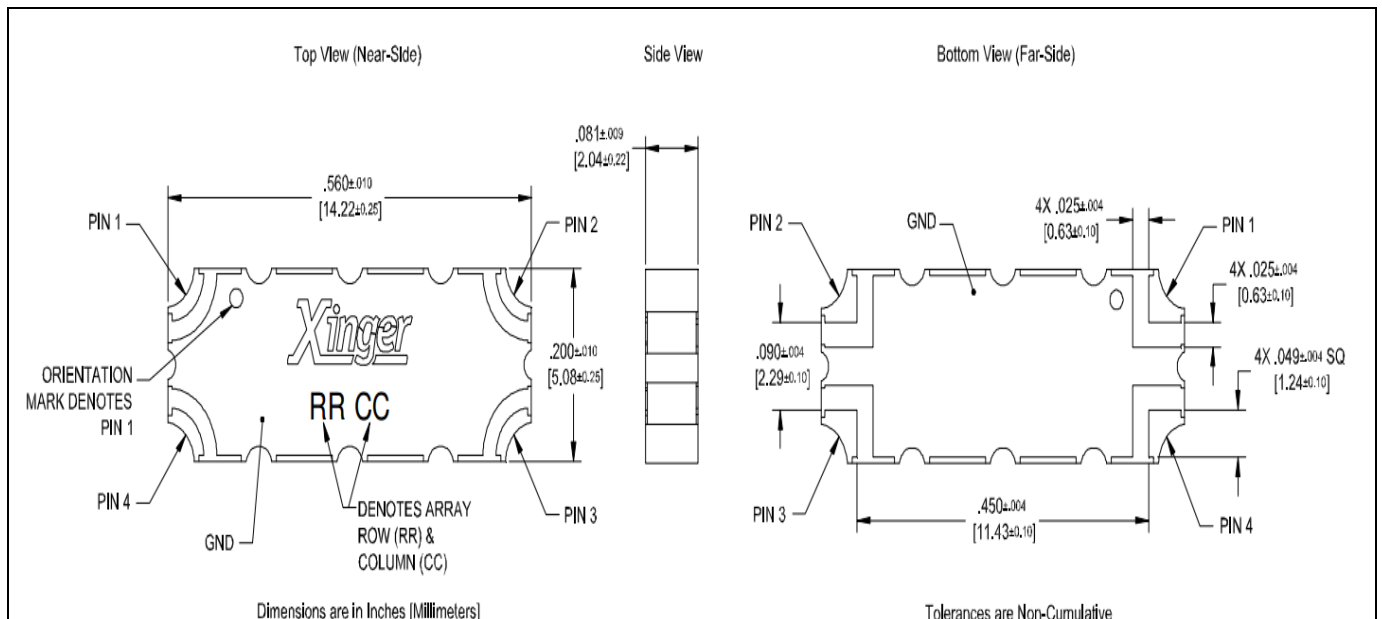 Top View (Near-Side)
Side View
Bottom View (Far-Side)
.081±.009
[2.04±0.22]
.560±.010
[14.22±0.25]
4X .025±.004
[0.63±0.10]
PIN 1
PIN 2
PIN 2
GND
PIN 1
4X .025±.004
[0.63±0.10]
Xinger
.200±.010
[5.08±0.25]
.090±.004
[2.29±0.10]
4X .049±.004 SQ
[1.24±0.10]
ORIENTATION
MARK DENOTES
PIN 1
RR CC
PIN 4
GND
DENOTES ARRAY
ROW (RR) &
COLUMN (CC)
PIN 3
PIN 3
.450±.004
[11.43±0.10]
PIN 4
Dimensions are in Inches [Millimeters]
Tolerances are Non-Cumulative